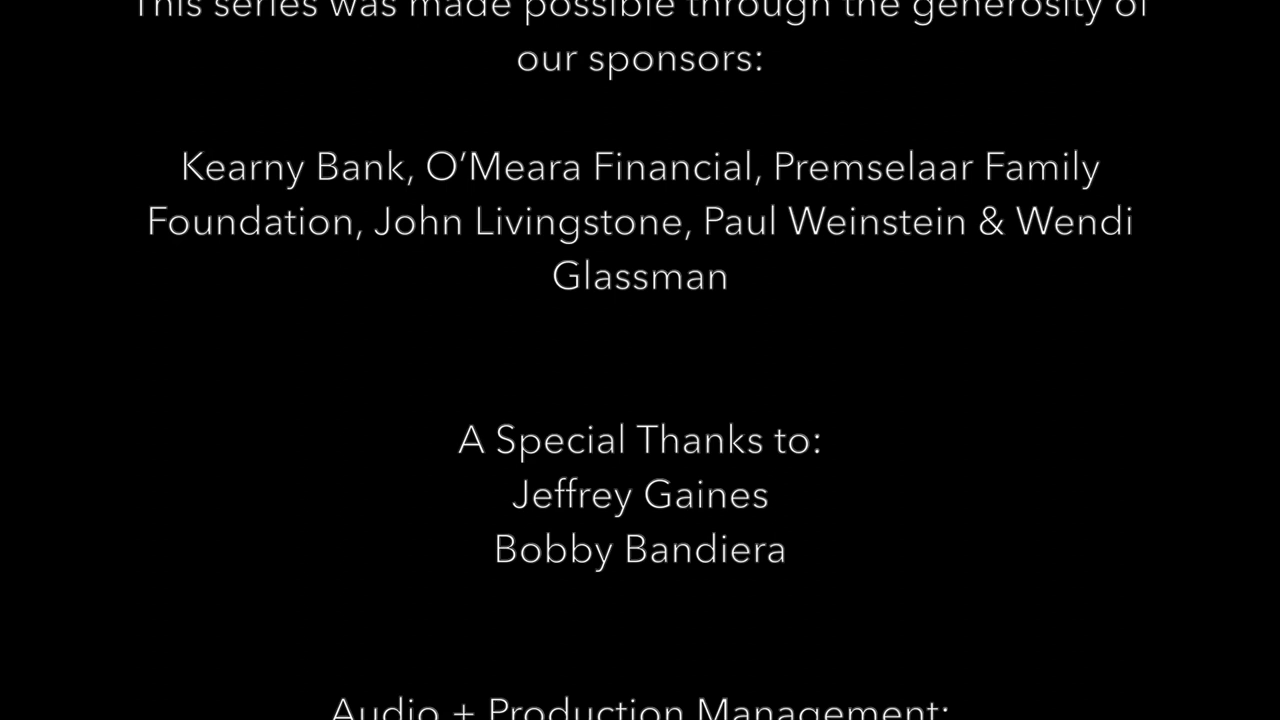 This series was made possible through the generosity of
our sponsors:
Kearny Bank, O’Meara Financial, Premselaar Family
Foundation, John Livingstone, Paul Weinstein & Wendi
Glassman
A Special Thanks to:
Jeffrey Gaines
Bobby Bandiera
Audio + Production Management: